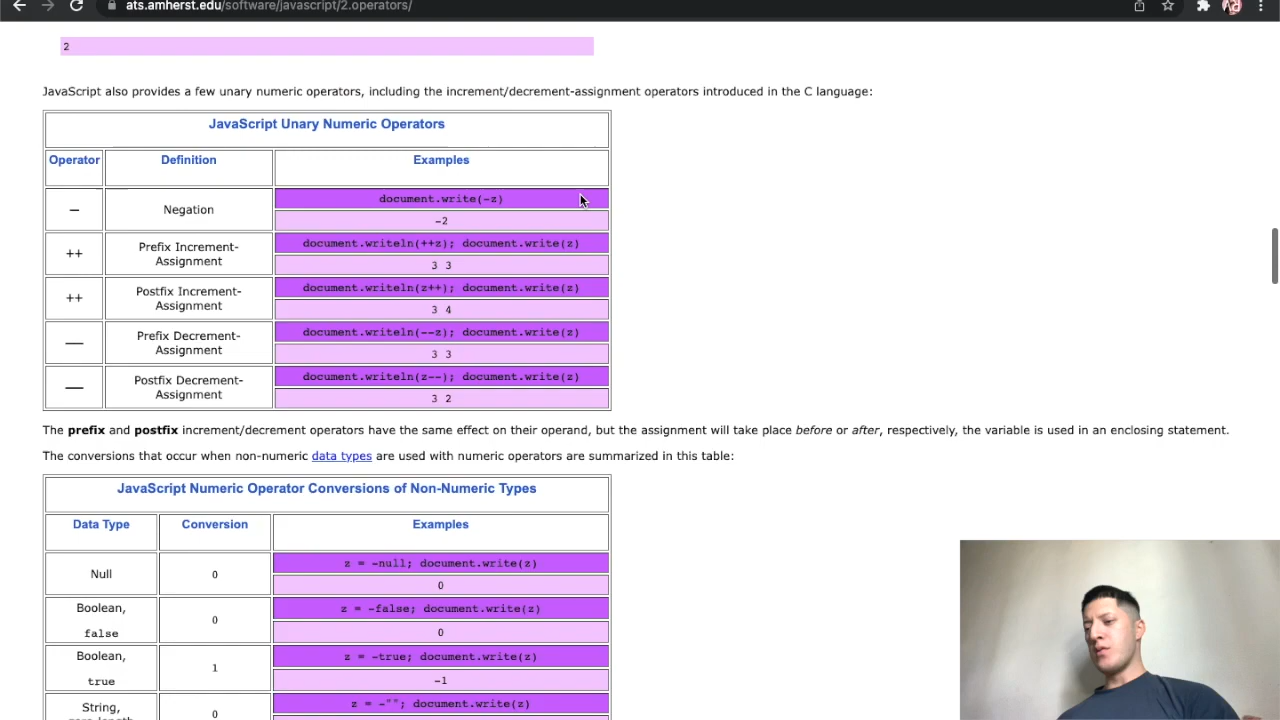 ats.amherst.edu/software/javascript/2.operators/
2
JavaScript also provides a few unary numeric operators, including the increment/decrement-assignment operators introduced in the C language:
JavaScript Unary Numeric Operators
Operator Definition Examples
— Negation document.write(-z)
-2
++ Prefix Increment-
Assignment document.writeln(++z); document.write(z)
3 3
++ Postfix Increment-
Assignment document.writeln(z++); document.write(z)
3 4
— Prefix Decrement-
Assignment document.writeln(--z); document.write(z)
3 3
— Postfix Decrement-
Assignment document.writeln(z--); document.write(z)
3 2
The prefix and postfix increment/decrement operators have the same effect on their operand, but the assignment will take place before or after, respectively, the variable is used in an enclosing statement.
The conversions that occur when non-numeric data types are used with numeric operators are summarized in this table:
JavaScript Numeric Operator Conversions of Non-Numeric Types
Data Type Conversion Examples
Null 0 z = -null; document.write(z)
0
Boolean,
false 0 z = -false; document.write(z)
0
Boolean,
true 1 z = -true; document.write(z)
-1
String,
zero-length 0 z = -""; document.write(z)